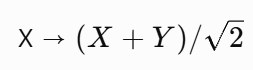 X → (X + Y)/√2